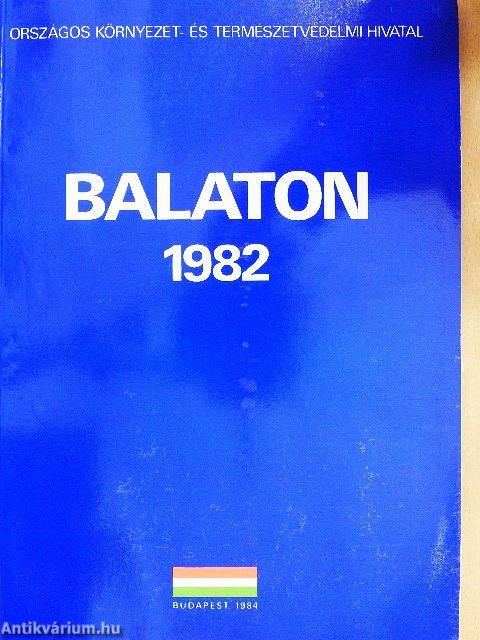 ORSZÁGOS KÖRNYEZET- ÉS TERMÉSZETVÉDELMI HIVATAL
BALATON
1982
BUDAPEST, 1984
Antikvárium.hu